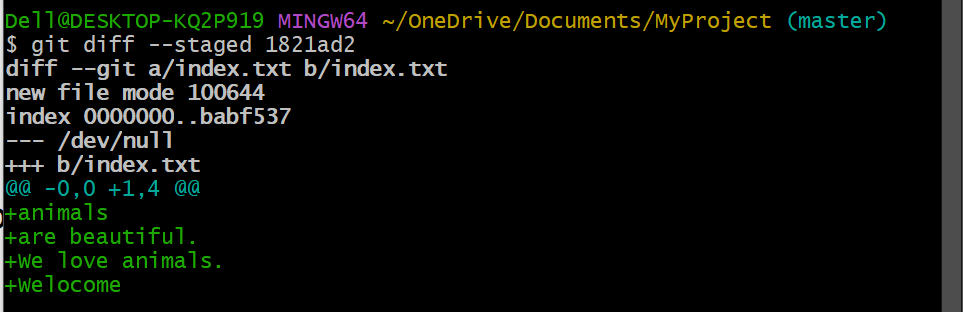 Dell@DESKTOP-KQ2P919 MINGW64 ~/OneDrive/Documents/MyProject (master)
$ git diff --staged 1821ad2
diff --git a/index.txt b/index.txt
new file mode 100644
index 0000000..babf537
--- /dev/null
+++ b/index.txt
@@ -0,0 +1,4 @@
+animals
+are beautiful.
+We love animals.
+Welocome